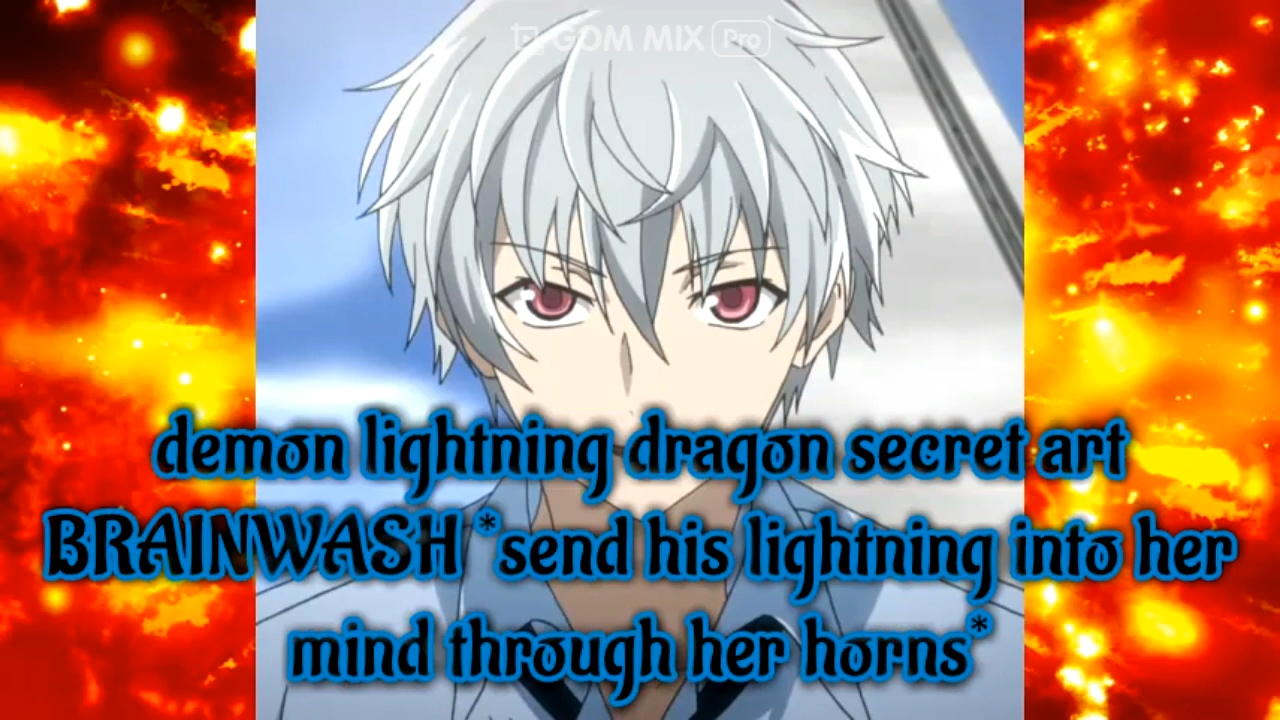 GOM MIX Pro
demon lightning dragon secret art
BRAINWASH *send his lightning into her
mind through her horns*